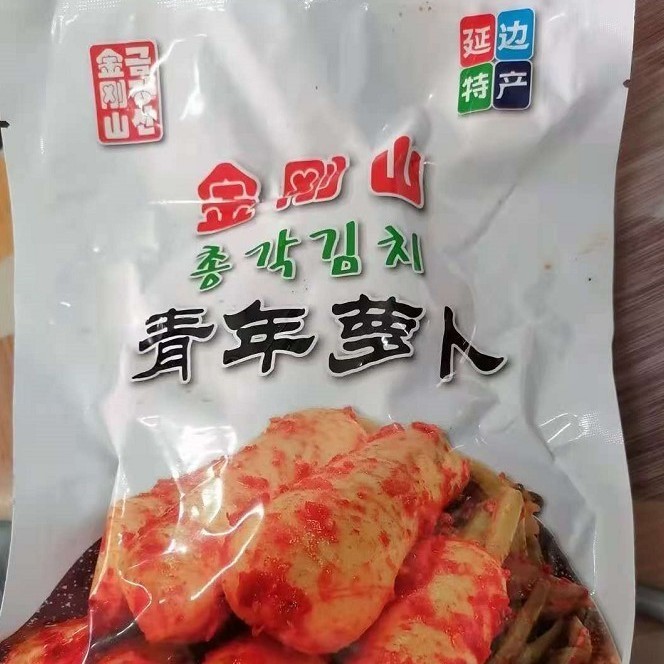 金刚山
금강산
延边
特产
金刚山
총각김치
青年萝卜